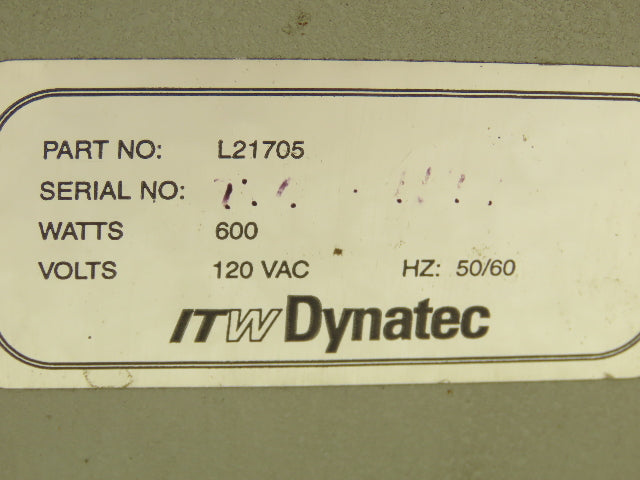 PART NO: L21705
SERIAL NO:
WATTS 600
VOLTS 120 VAC HZ: 50/60
ITW Dynatec